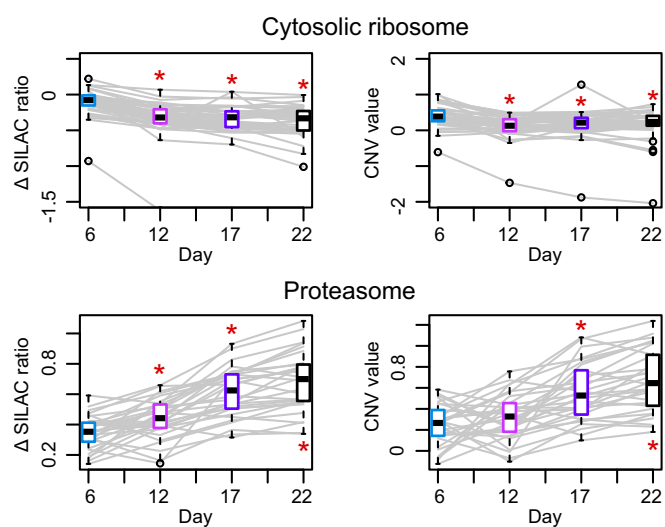 Cytosolic ribosome
Δ SILAC ratio
0
-1.5
* * *
6 12 17 22
Day
CNV value
2
0
-2
* * *
6 12 17 22
Day
Proteasome
Δ SILAC ratio
0.8
0.2
* * *
6 12 17 22
Day
CNV value
0.8
0
* *
6 12 17 22
Day